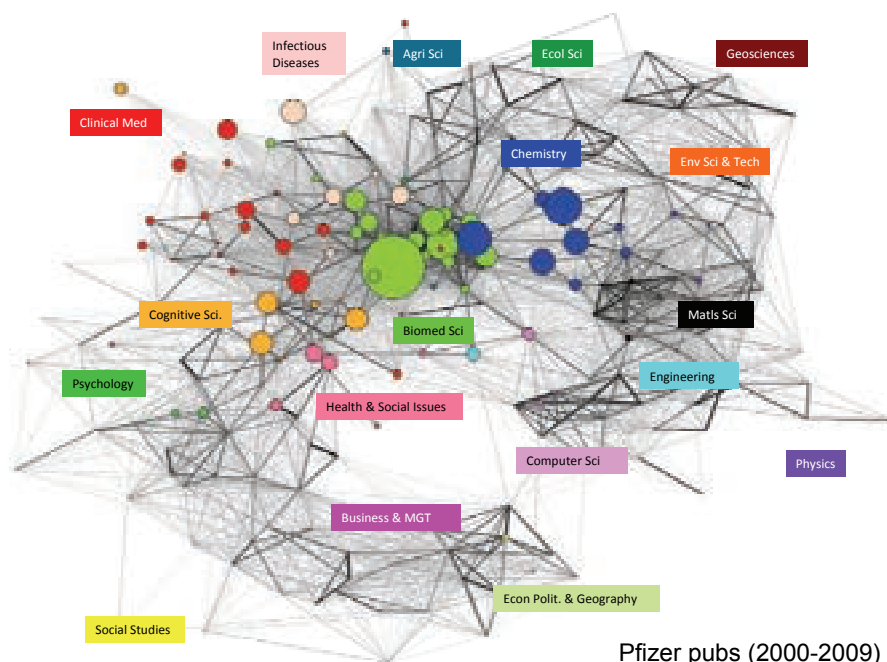 Infectious
Diseases
Agri Sci
Ecol Sci
Geosciences
Clinical Med
Chemistry
Env Sci & Tech
Cognitive Sci.
Biomed Sci
Matls Sci
Psychology
Engineering
Health & Social Issues
Computer Sci
Physics
Business & MGT
Econ Polit. & Geography
Social Studies
Pfizer pubs (2000-2009)